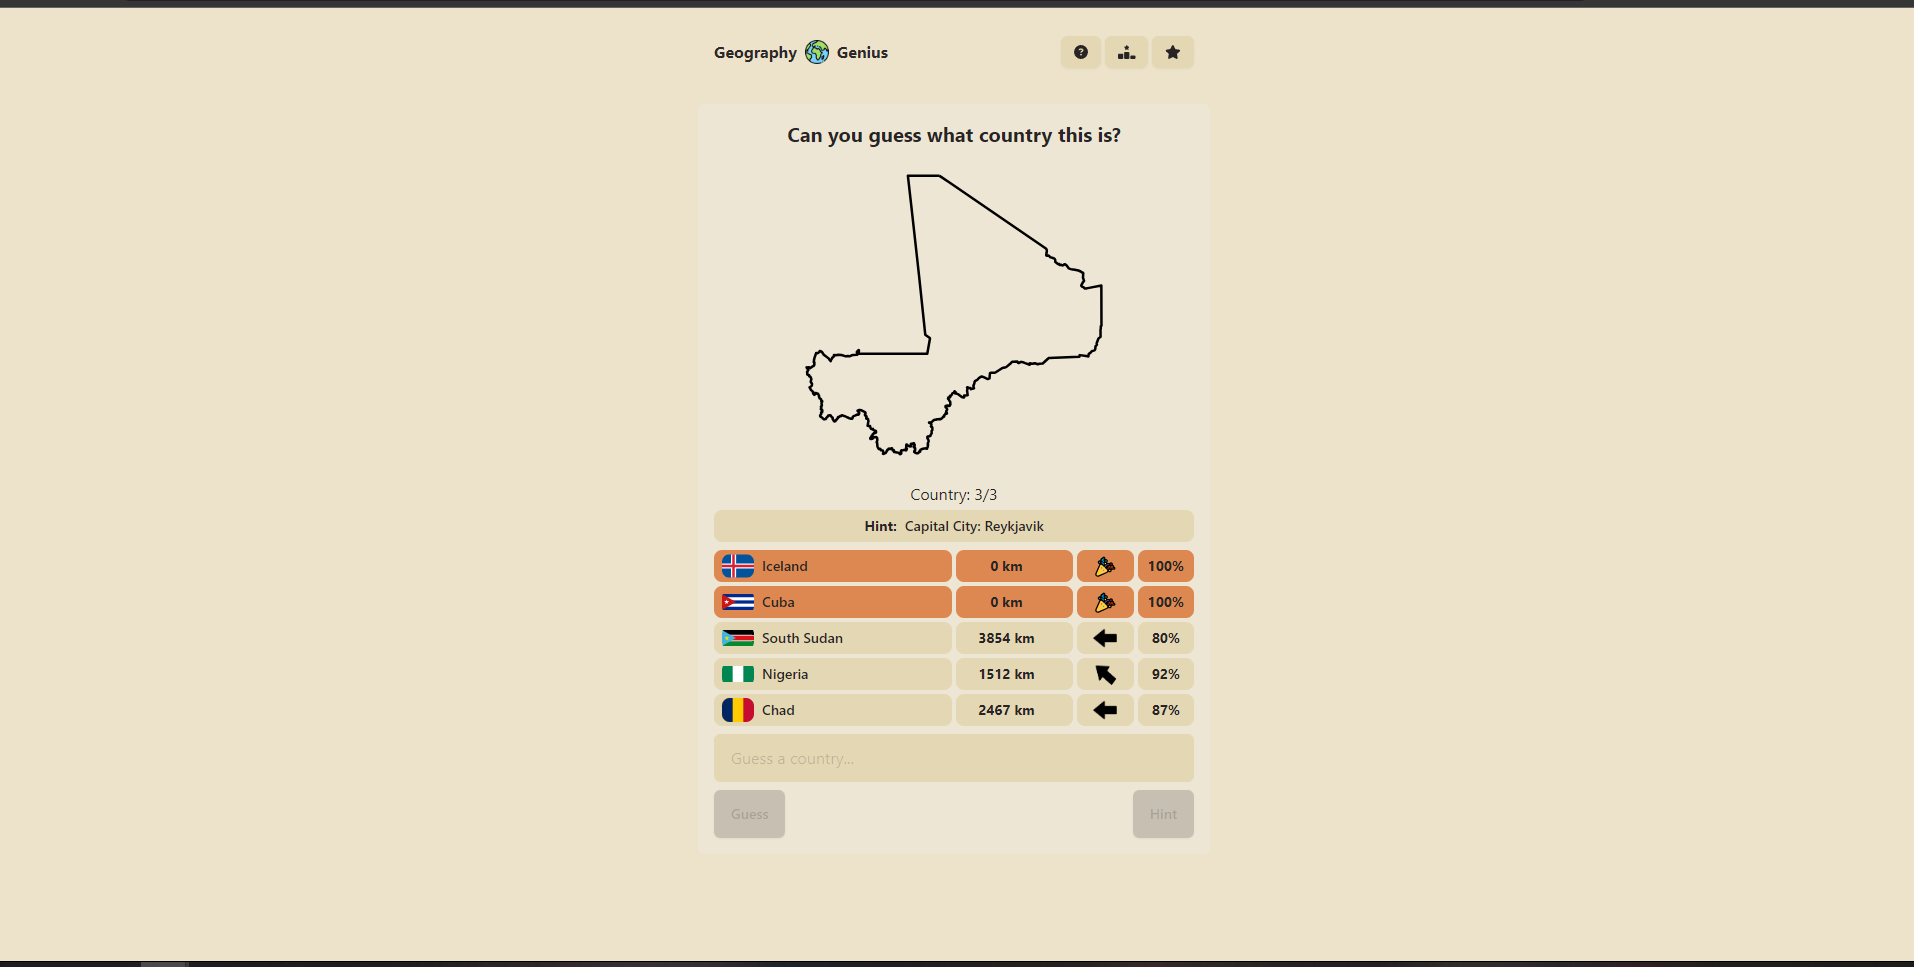 Geography Genius
Can you guess what country this is?
Country: 3/3
Hint: Capital City: Reykjavik
Iceland 0 km 100%
Cuba 0 km 100%
South Sudan 3854 km 80%
Nigeria 1512 km 92%
Chad 2467 km 87%
Guess a country...
Guess Hint